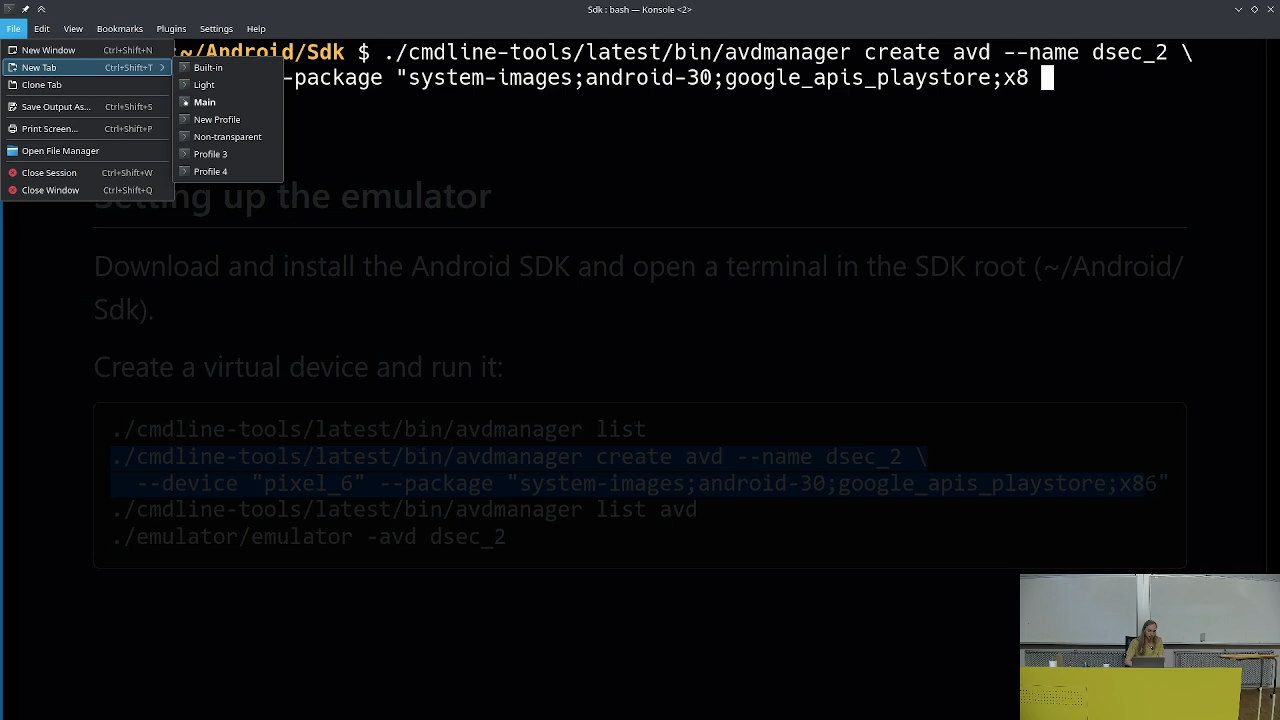 Sdk : bash — Konsole <2>
File Edit View Bookmarks Plugins Settings Help
:~/Android/Sdk $ ./cmdline-tools/latest/bin/avdmanager create avd --name dsec_2 \
-package "system-images;android-30;google_apis_playstore;x8
New Window Ctrl+Shift+N
New Tab Ctrl+Shift+T
Clone Tab
Save Output As... Ctrl+Shift+S
Print Screen... Ctrl+Shift+P
Open File Manager
Close Session Ctrl+Shift+W
Close Window Ctrl+Shift+Q
Built-in
Light
Main
New Profile
Non-transparent
Profile 3
Profile 4
Setting up the emulator
Download and install the Android SDK and open a terminal in the SDK root (~/Android/
Sdk).
Create a virtual device and run it:
./cmdline-tools/latest/bin/avdmanager list
./cmdline-tools/latest/bin/avdmanager create avd --name dsec_2 \
--device "pixel_6" --package "system-images;android-30;google_apis_playstore;x86"
./cmdline-tools/latest/bin/avdmanager list avd
./emulator/emulator -avd dsec_2